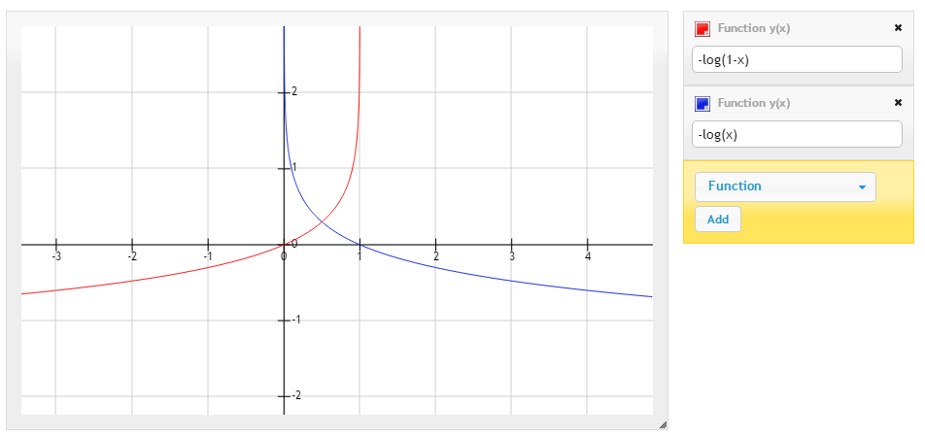 Function y(x)
-log(1-x)
Function y(x)
-log(x)
Function
Add
2
1
0
-3 -2 -1 0 1 2 3 4
-1
-2